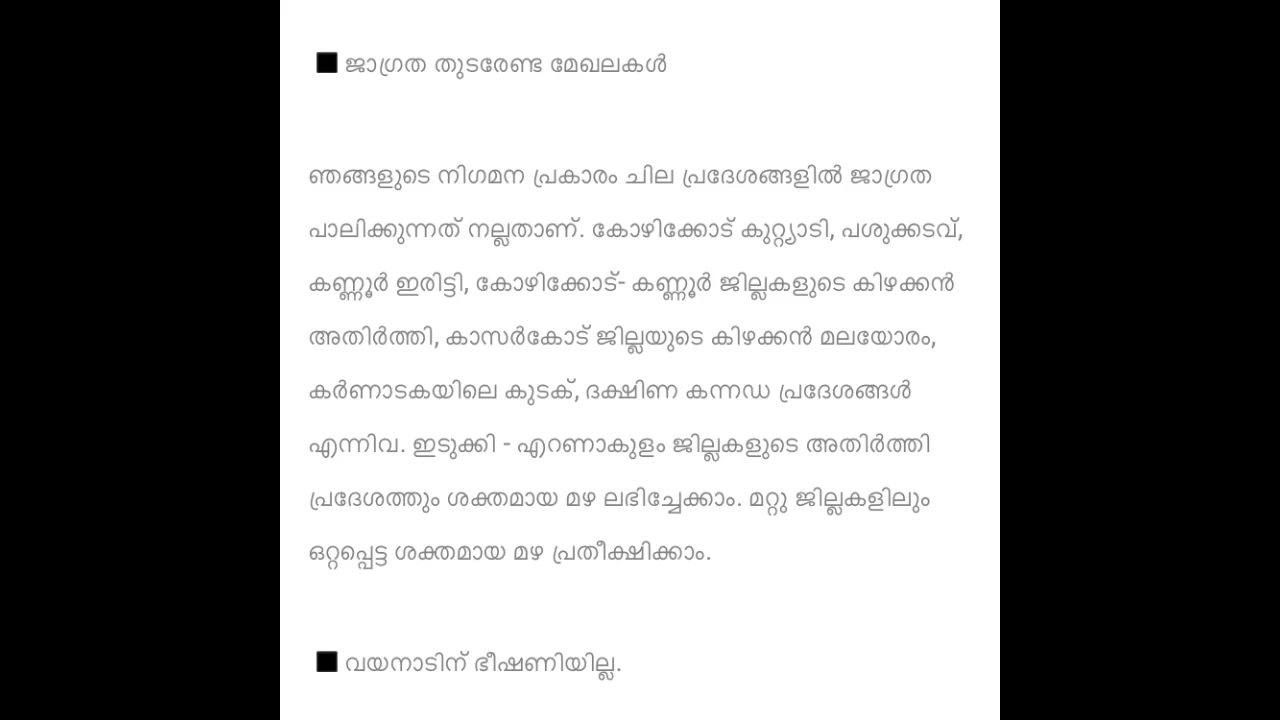 ■ ജാഗ്രത തുടരേണ്ട മേഖലകൾ
ഞങ്ങളുടെ നിഗമന പ്രകാരം ചില പ്രദേശങ്ങളിൽ ജാഗ്രത
പാലിക്കുന്നത് നല്ലതാണ്. കോഴിക്കോട് കുറ്റ്യാടി, പശുക്കടവ്,
കണ്ണൂർ ഇരിട്ടി, കോഴിക്കോട്- കണ്ണൂർ ജില്ലകളുടെ കിഴക്കൻ
അതിർത്തി, കാസർകോട് ജില്ലയുടെ കിഴക്കൻ മലയോരം,
കർണാടകയിലെ കുടക്, ദക്ഷിണ കന്നഡ പ്രദേശങ്ങൾ
എന്നിവ. ഇടുക്കി - എറണാകുളം ജില്ലകളുടെ അതിർത്തി
പ്രദേശത്തും ശക്തമായ മഴ ലഭിച്ചേക്കാം. മറ്റു ജില്ലകളിലും
ഒറ്റപ്പെട്ട ശക്തമായ മഴ പ്രതീക്ഷിക്കാം.
■ വയനാടിന് ഭീഷണിയില്ല.